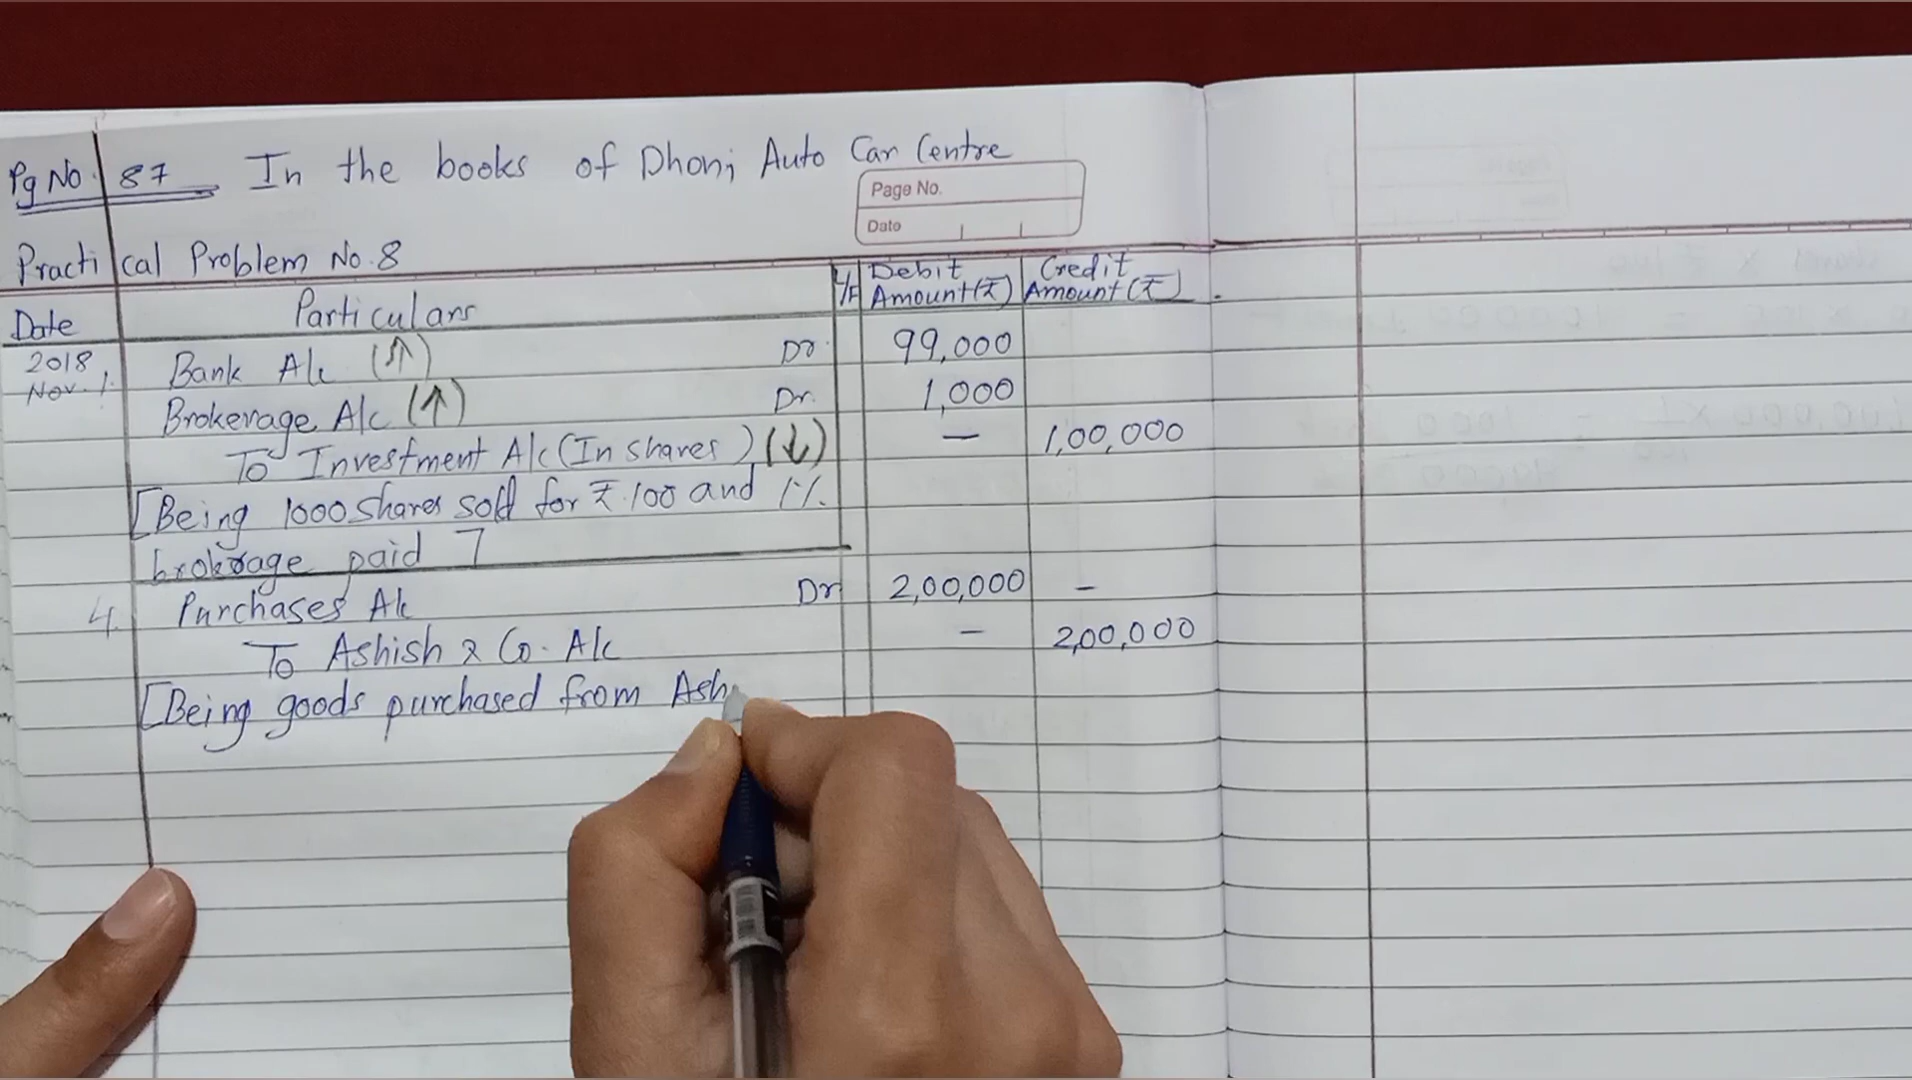 Pg No. 87 In the books of Dhoni Auto Car Centre
Page No.
Date
Practical Problem No. 8
Date Particulars L/F Debit Amount (₹) Credit Amount (₹)
2018, Nov. 1. Bank A/c (↑) Dr. 99,000
Brokerage A/c (↑) Dr. 1,000
To Investment A/c (In shares) (↓) — 1,00,000
[Being 1000 shares sold for ₹.100 and 1%.
brokrage paid ]
4. Purchases A/c Dr 2,00,000 –
To Ashish & Co. A/c – 2,00,000
[Being goods purchased from Ash